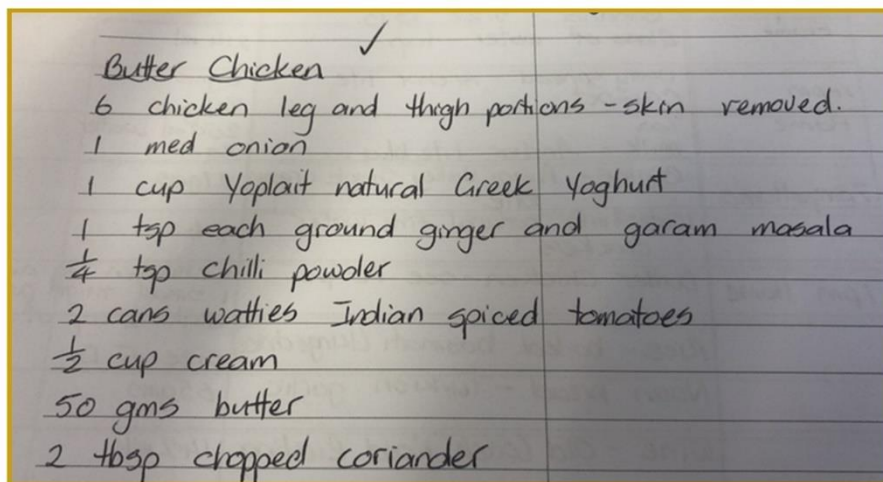 Butter Chicken
6 chicken leg and thigh portions - skin removed.
1 med onion
1 cup Yoplait natural Greek Yoghurt
1 tsp each ground ginger and garam masala
1/4 tsp chilli powder
2 cans watties Indian spiced tomatoes
1/2 cup cream
50 gms butter
2 tbsp chopped coriander